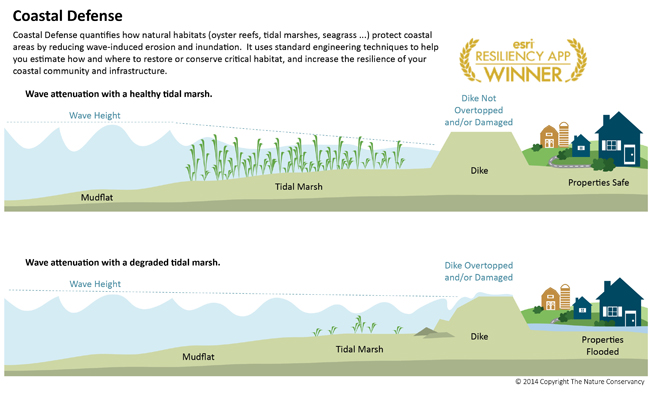 Coastal Defense
Coastal Defense quantifies how natural habitats (oyster reefs, tidal marshes, seagrass ...) protect coastal
areas by reducing wave-induced erosion and inundation.  It uses standard engineering techniques to help
you estimate how and where to restore or conserve critical habitat, and increase the resilience of your
coastal community and infrastructure.
esri
RESILIENCY APP
WINNER
Wave attenuation with a healthy tidal marsh.
Wave Height
Dike Not
Overtopped
and/or Damaged
Mudflat
Tidal Marsh
Dike
Properties Safe
Wave attenuation with a degraded tidal marsh.
Wave Height
Dike Overtopped
and/or Damaged
Mudflat
Tidal Marsh
Dike
Properties
Flooded
© 2014 Copyright The Nature Conservancy